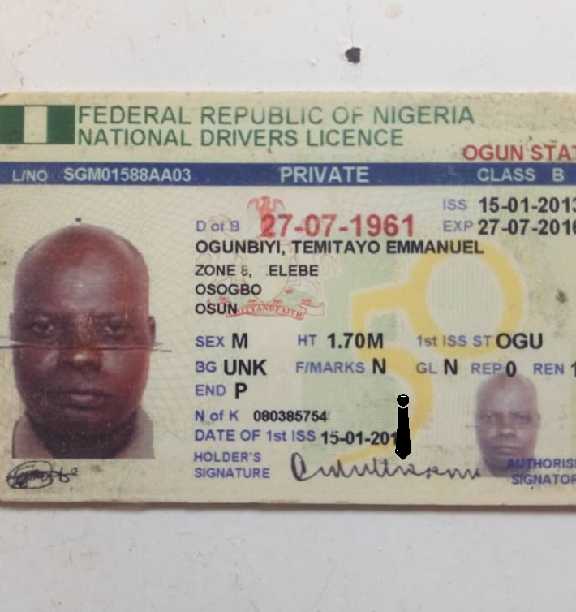 FEDERAL REPUBLIC OF NIGERIA
NATIONAL DRIVERS LICENCE
OGUN STAT
L/NO SGM01588AA03 PRIVATE CLASS B
ISS 15-01-2013
D of B 27-07-1961 EXP 27-07-2016
OGUNBIYI, TEMITAYO EMMANUEL
ZONE 8, ELEBE
OSOGBO
OSUN
SEX M HT 1.70M 1st ISS ST OGU
BG UNK F/MARKS N GL N REP 0 REN 1
END P
N of K 080385754
DATE OF 1st ISS 15-01-201
HOLDER'S
SIGNATURE
AUTHORIS
SIGNATOR